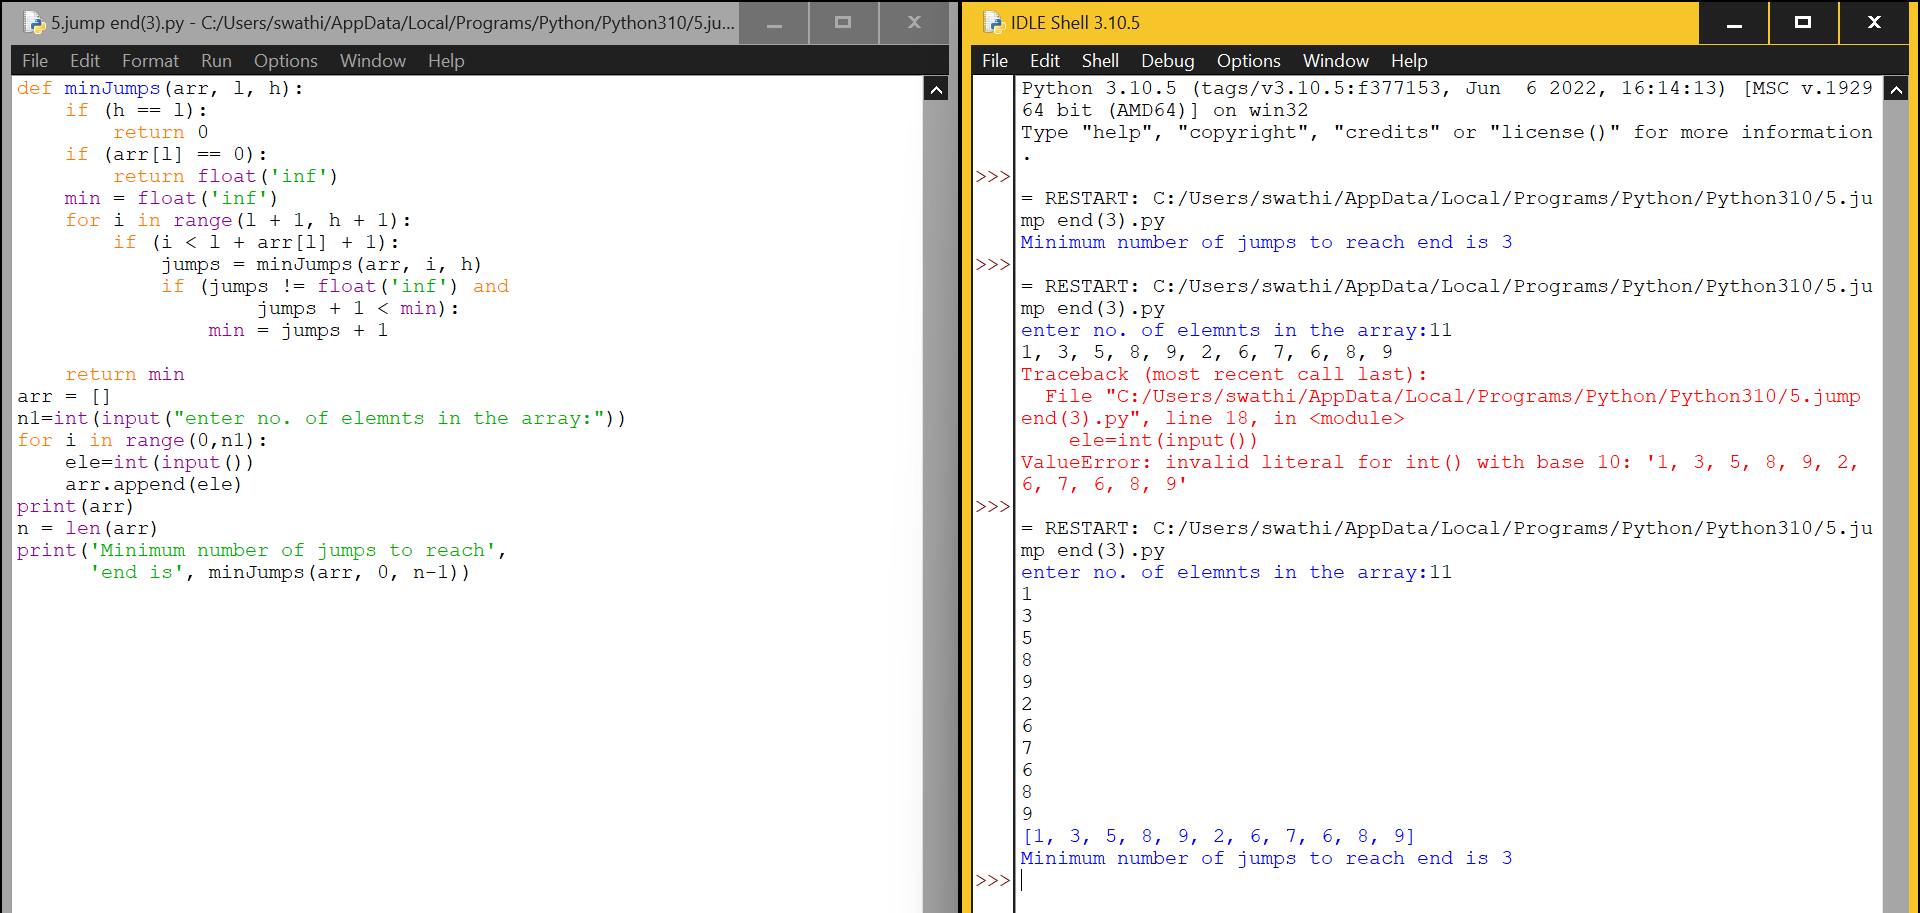 5.jump end(3).py - C:/Users/swathi/AppData/Local/Programs/Python/Python310/5.ju...
File Edit Format Run Options Window Help
def minJumps(arr, l, h):
    if (h == l):
        return 0
    if (arr[l] == 0):
        return float('inf')
    min = float('inf')
    for i in range(l + 1, h + 1):
        if (i < l + arr[l] + 1):
            jumps = minJumps(arr, i, h)
            if (jumps != float('inf') and
                    jumps + 1 < min):
                min = jumps + 1
    return min
arr = []
n1=int(input("enter no. of elemnts in the array:"))
for i in range(0,n1):
    ele=int(input())
    arr.append(ele)
print(arr)
n = len(arr)
print('Minimum number of jumps to reach',
      'end is', minJumps(arr, 0, n-1))
IDLE Shell 3.10.5
File Edit Shell Debug Options Window Help
Python 3.10.5 (tags/v3.10.5:f377153, Jun  6 2022, 16:14:13) [MSC v.1929
64 bit (AMD64)] on win32
Type "help", "copyright", "credits" or "license()" for more information
.
>>>
= RESTART: C:/Users/swathi/AppData/Local/Programs/Python/Python310/5.ju
mp end(3).py
Minimum number of jumps to reach end is 3
>>>
= RESTART: C:/Users/swathi/AppData/Local/Programs/Python/Python310/5.ju
mp end(3).py
enter no. of elemnts in the array:11
1, 3, 5, 8, 9, 2, 6, 7, 6, 8, 9
Traceback (most recent call last):
  File "C:/Users/swathi/AppData/Local/Programs/Python/Python310/5.jump
end(3).py", line 18, in <module>
    ele=int(input())
ValueError: invalid literal for int() with base 10: '1, 3, 5, 8, 9, 2,
6, 7, 6, 8, 9'
>>>
= RESTART: C:/Users/swathi/AppData/Local/Programs/Python/Python310/5.ju
mp end(3).py
enter no. of elemnts in the array:11
1
3
5
8
9
2
6
7
6
8
9
[1, 3, 5, 8, 9, 2, 6, 7, 6, 8, 9]
Minimum number of jumps to reach end is 3
>>>